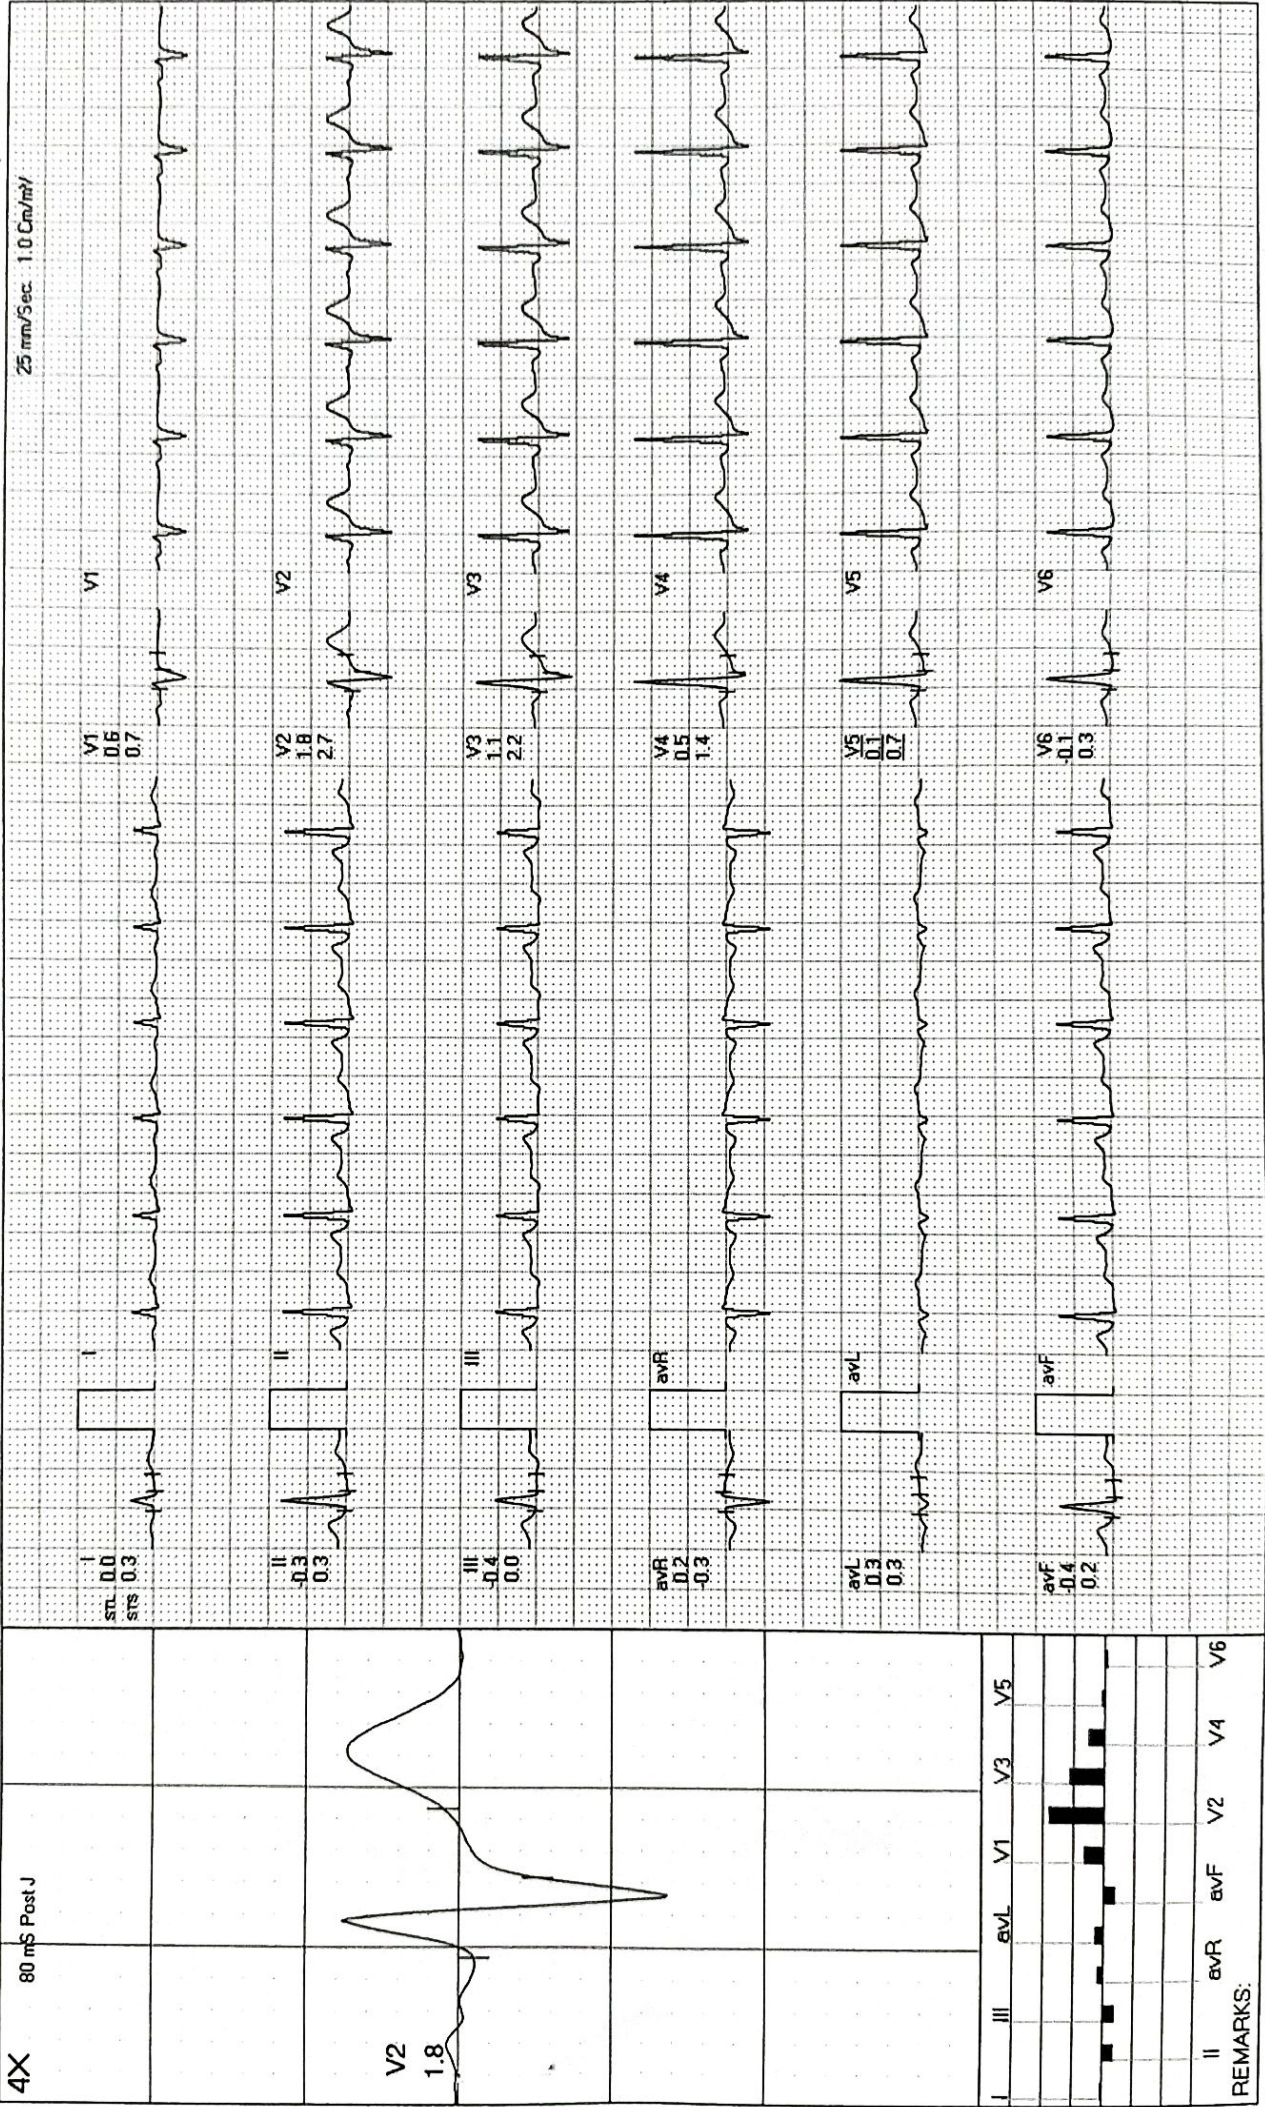 4X
80 mS Post J
V2
1.8
I
II
III
avR
avL
avF
V1
V2
V3
V4
V5
V6
REMARKS:
25 mm/Sec. 1.0 Cm/mV
I
STL 0.0
STS 0.3
I
V1
0.6
0.7
V1
II
-0.3
0.3
II
V2
1.8
2.7
V2
III
-0.4
0.0
III
V3
1.1
2.2
V3
avR
0.2
-0.3
avR
V4
0.5
1.4
V4
avL
0.3
0.3
avL
V5
0.1
0.7
V5
avF
-0.4
0.2
avF
V6
-0.1
0.3
V6